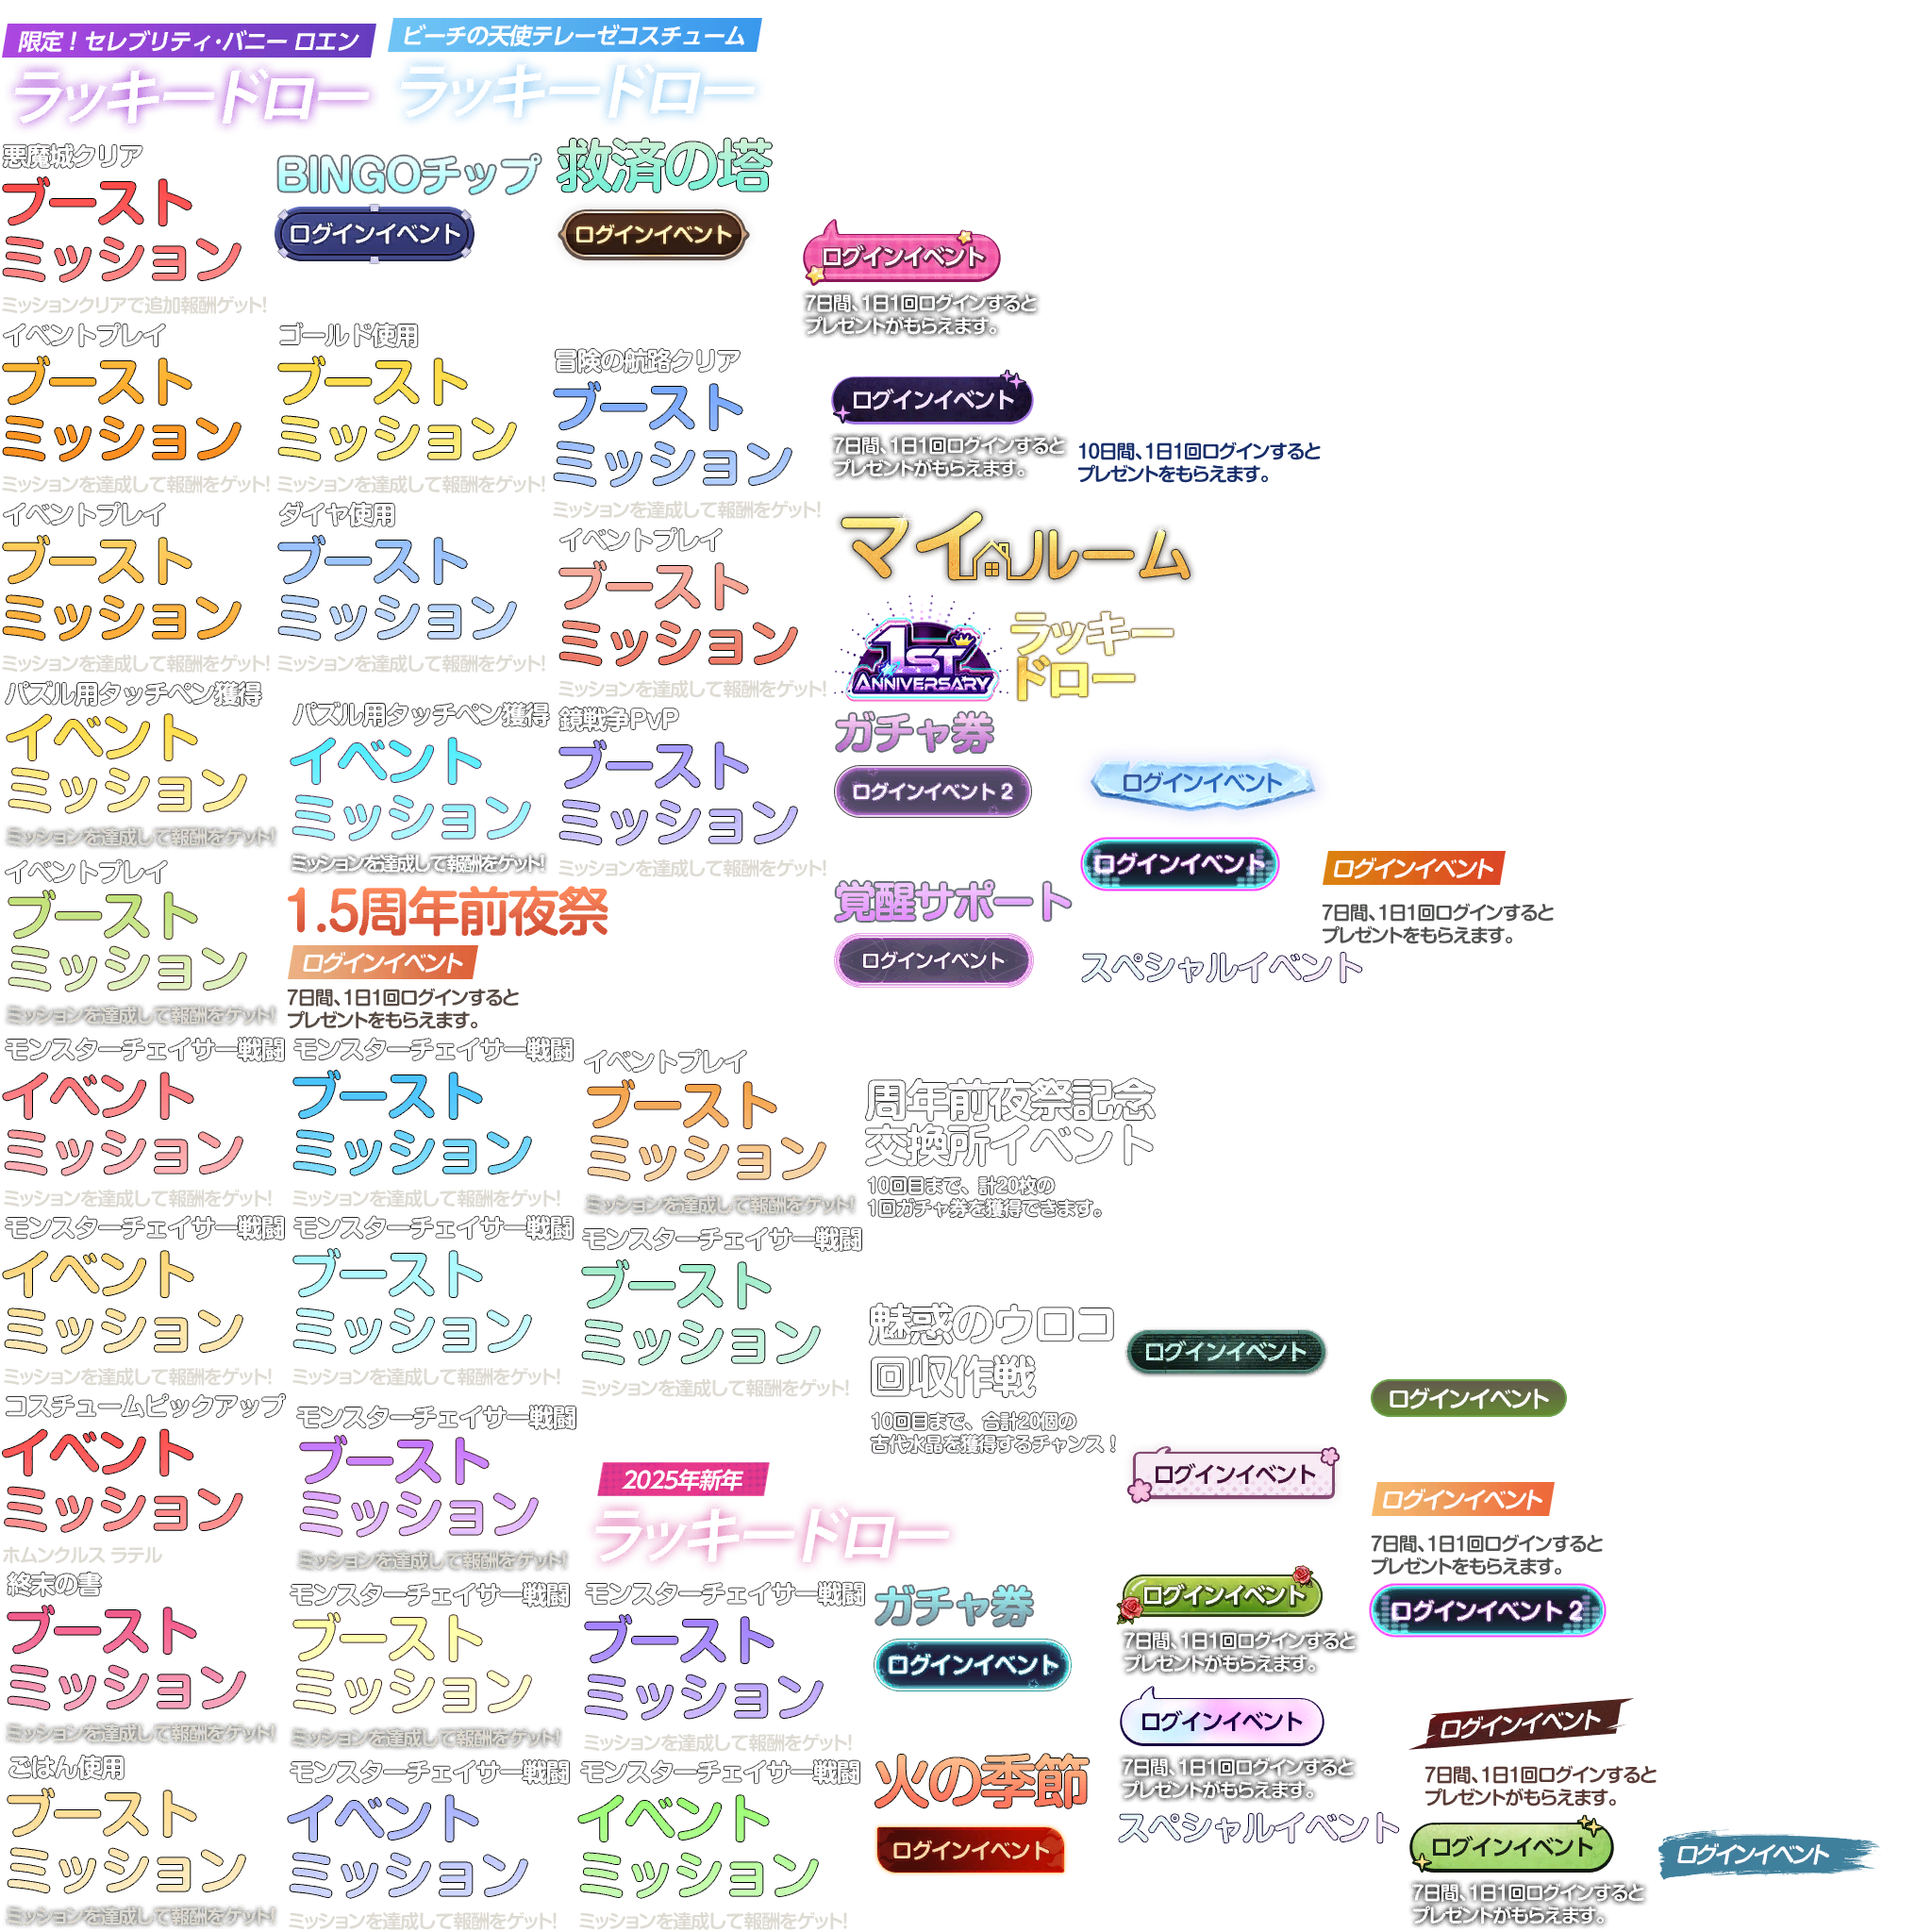 限定！セレブリティ・バニー ロエン
ラッキードロー
ビーチの天使テレーゼコスチューム
ラッキードロー
悪魔城クリア
ブースト
ミッション
ミッションクリアで追加報酬ゲット!
BINGOチップ
ログインイベント
救済の塔
ログインイベント
ログインイベント
7日間、1日1回ログインすると
プレゼントがもらえます。
イベントプレイ
ブースト
ミッション
ミッションを達成して報酬をゲット!
ゴールド使用
ブースト
ミッション
ミッションを達成して報酬をゲット!
冒険の航路クリア
ブースト
ミッション
ミッションを達成して報酬をゲット!
ログインイベント
7日間、1日1回ログインすると
プレゼントがもらえます。
10日間、1日1回ログインすると
プレゼントをもらえます。
イベントプレイ
ブースト
ミッション
ミッションを達成して報酬をゲット!
ダイヤ使用
ブースト
ミッション
ミッションを達成して報酬をゲット!
イベントプレイ
ブースト
ミッション
ミッションを達成して報酬をゲット!
マイルーム
1ST
ANNIVERSARY
ラッキー
ドロー
パズル用タッチペン獲得
イベント
ミッション
ミッションを達成して報酬をゲット!
パズル用タッチペン獲得
イベント
ミッション
ミッションを達成して報酬をゲット!
鏡戦争PvP
ブースト
ミッション
ミッションを達成して報酬をゲット!
ガチャ券
ログインイベント 2
ログインイベント
ログインイベント
ログインイベント
7日間、1日1回ログインすると
プレゼントをもらえます。
イベントプレイ
ブースト
ミッション
ミッションを達成して報酬をゲット!
1.5周年前夜祭
ログインイベント
7日間、1日1回ログインすると
プレゼントをもらえます。
覚醒サポート
ログインイベント
スペシャルイベント
モンスターチェイサー戦闘
イベント
ミッション
ミッションを達成して報酬をゲット!
モンスターチェイサー戦闘
ブースト
ミッション
ミッションを達成して報酬をゲット!
イベントプレイ
ブースト
ミッション
ミッションを達成して報酬をゲット!
周年前夜祭記念
交換所イベント
10回目まで、計20枚の
1回ガチャ券を獲得できます。
モンスターチェイサー戦闘
イベント
ミッション
ミッションを達成して報酬をゲット!
モンスターチェイサー戦闘
ブースト
ミッション
ミッションを達成して報酬をゲット!
モンスターチェイサー戦闘
ブースト
ミッション
ミッションを達成して報酬をゲット!
魅惑のウロコ
回収作戦
10回目まで、合計20個の
古代水晶を獲得するチャンス！
ログインイベント
ログインイベント
ログインイベント
ログインイベント
7日間、1日1回ログインすると
プレゼントをもらえます。
コスチュームピックアップ
イベント
ミッション
ホムンクルス ラテル
モンスターチェイサー戦闘
ブースト
ミッション
ミッションを達成して報酬をゲット!
2025年新年
ラッキードロー
終末の書
ブースト
ミッション
ミッションを達成して報酬をゲット!
モンスターチェイサー戦闘
ブースト
ミッション
ミッションを達成して報酬をゲット!
モンスターチェイサー戦闘
ブースト
ミッション
ミッションを達成して報酬をゲット!
ガチャ券
ログインイベント
ログインイベント
7日間、1日1回ログインすると
プレゼントがもらえます。
ログインイベント 2
ログインイベント
7日間、1日1回ログインすると
プレゼントがもらえます。
ログインイベント
7日間、1日1回ログインすると
プレゼントがもらえます。
ごはん使用
ブースト
ミッション
ミッションを達成して報酬をゲット!
モンスターチェイサー戦闘
イベント
ミッション
ミッションを達成して報酬をゲット!
モンスターチェイサー戦闘
イベント
ミッション
ミッションを達成して報酬をゲット!
火の季節
ログインイベント
スペシャルイベント
ログインイベント
7日間、1日1回ログインすると
プレゼントがもらえます。
ログインイベント